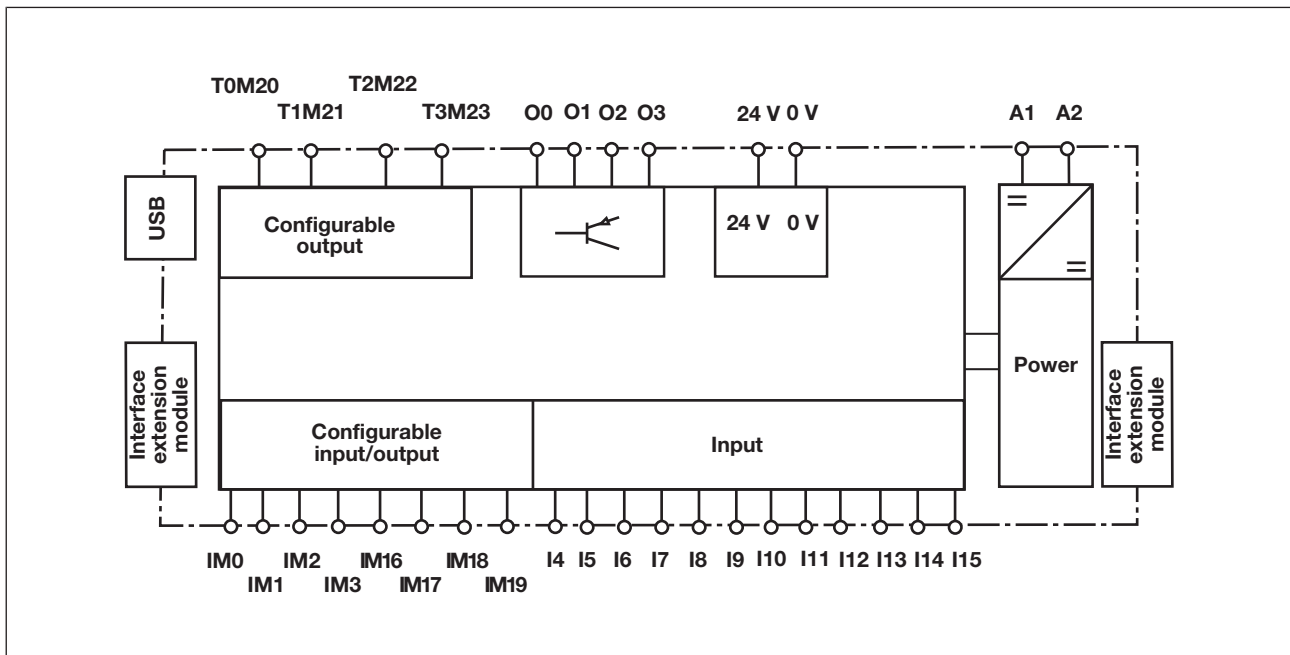 T0M20
T2M22
T1M21
T3M23
O0 O1 O2 O3
24 V 0 V
A1 A2
USB
Configurable
output
24 V 0 V
Interface
extension
module
Power
Interface
extension
module
Configurable
input/output
Input
IM0
IM2
IM16
IM18
I4 I5 I6 I7 I8 I9 I10 I11 I12 I13 I14 I15
IM1
IM3
IM17
IM19